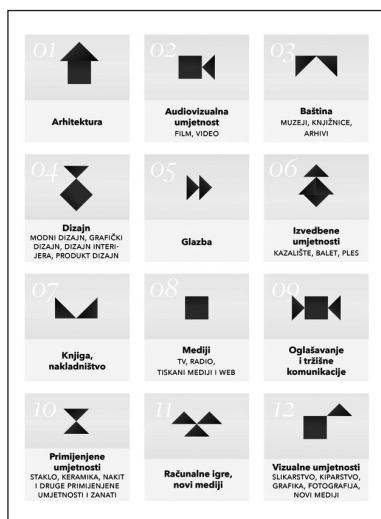 01
Arhitektura
02
Audiovizualna
umjetnost
FILM, VIDEO
03
Baština
MUZEJI, KNJIŽNICE,
ARHIVI
04
Dizajn
MODNI DIZAJN, GRAFIČKI
DIZAJN, DIZAJN INTERI-
JERA, PRODUKT DIZAJN
05
Glazba
06
Izvedbene
umjetnosti
KAZALIŠTE, BALET, PLES
07
Knjiga,
nakladništvo
08
Mediji
TV, RADIO,
TISKANI MEDIJI I WEB
09
Oglašavanje
i tržišne
komunikacije
10
Primijenjene
umjetnosti
STAKLO, KERAMIKA, NAKIT
I DRUGE PRIMIJENJENE
UMJETNOSTI I ZANATI
11
Računalne igre,
novi mediji
12
Vizualne umjetnosti
SLIKARSTVO, KIPARSTVO,
GRAFIKA, FOTOGRAFIJA,
NOVI MEDIJI